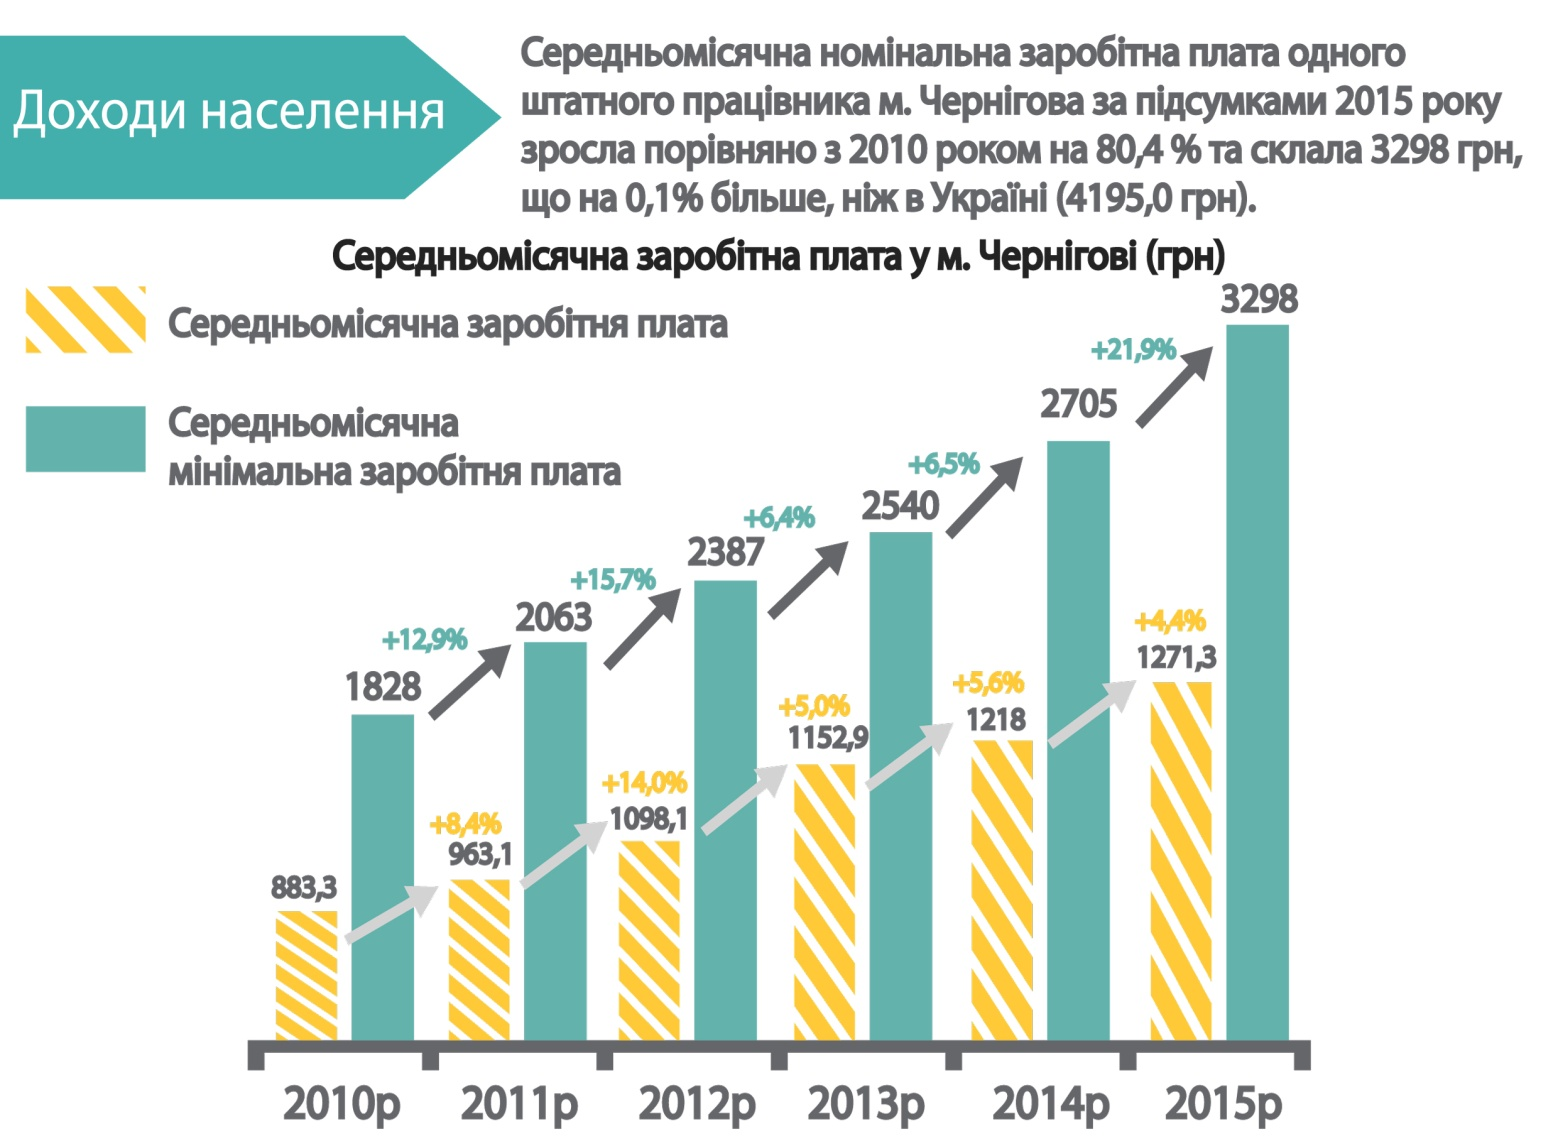 Доходи населення
Середньомісячна номінальна заробітна плата одного
штатного працівника м. Чернігова за підсумками 2015 року
зросла порівняно з 2010 роком на 80,4 % та склала 3298 грн,
що на 0,1% більше, ніж в Україні (4195,0 грн).
Середньомісячна заробітна плата у м. Чернігові (грн)
Середньомісячна заробітня плата
Середньомісячна
мінімальна заробітня плата
3298
+21,9%
2705
+6,5%
2540
+6,4%
2387
+15,7%
2063
+12,9%
1828
+4,4%
1271,3
+5,6%
1218
+5,0%
1152,9
+14,0%
1098,1
+8,4%
963,1
883,3
2010р 2011р 2012р 2013р 2014р 2015р